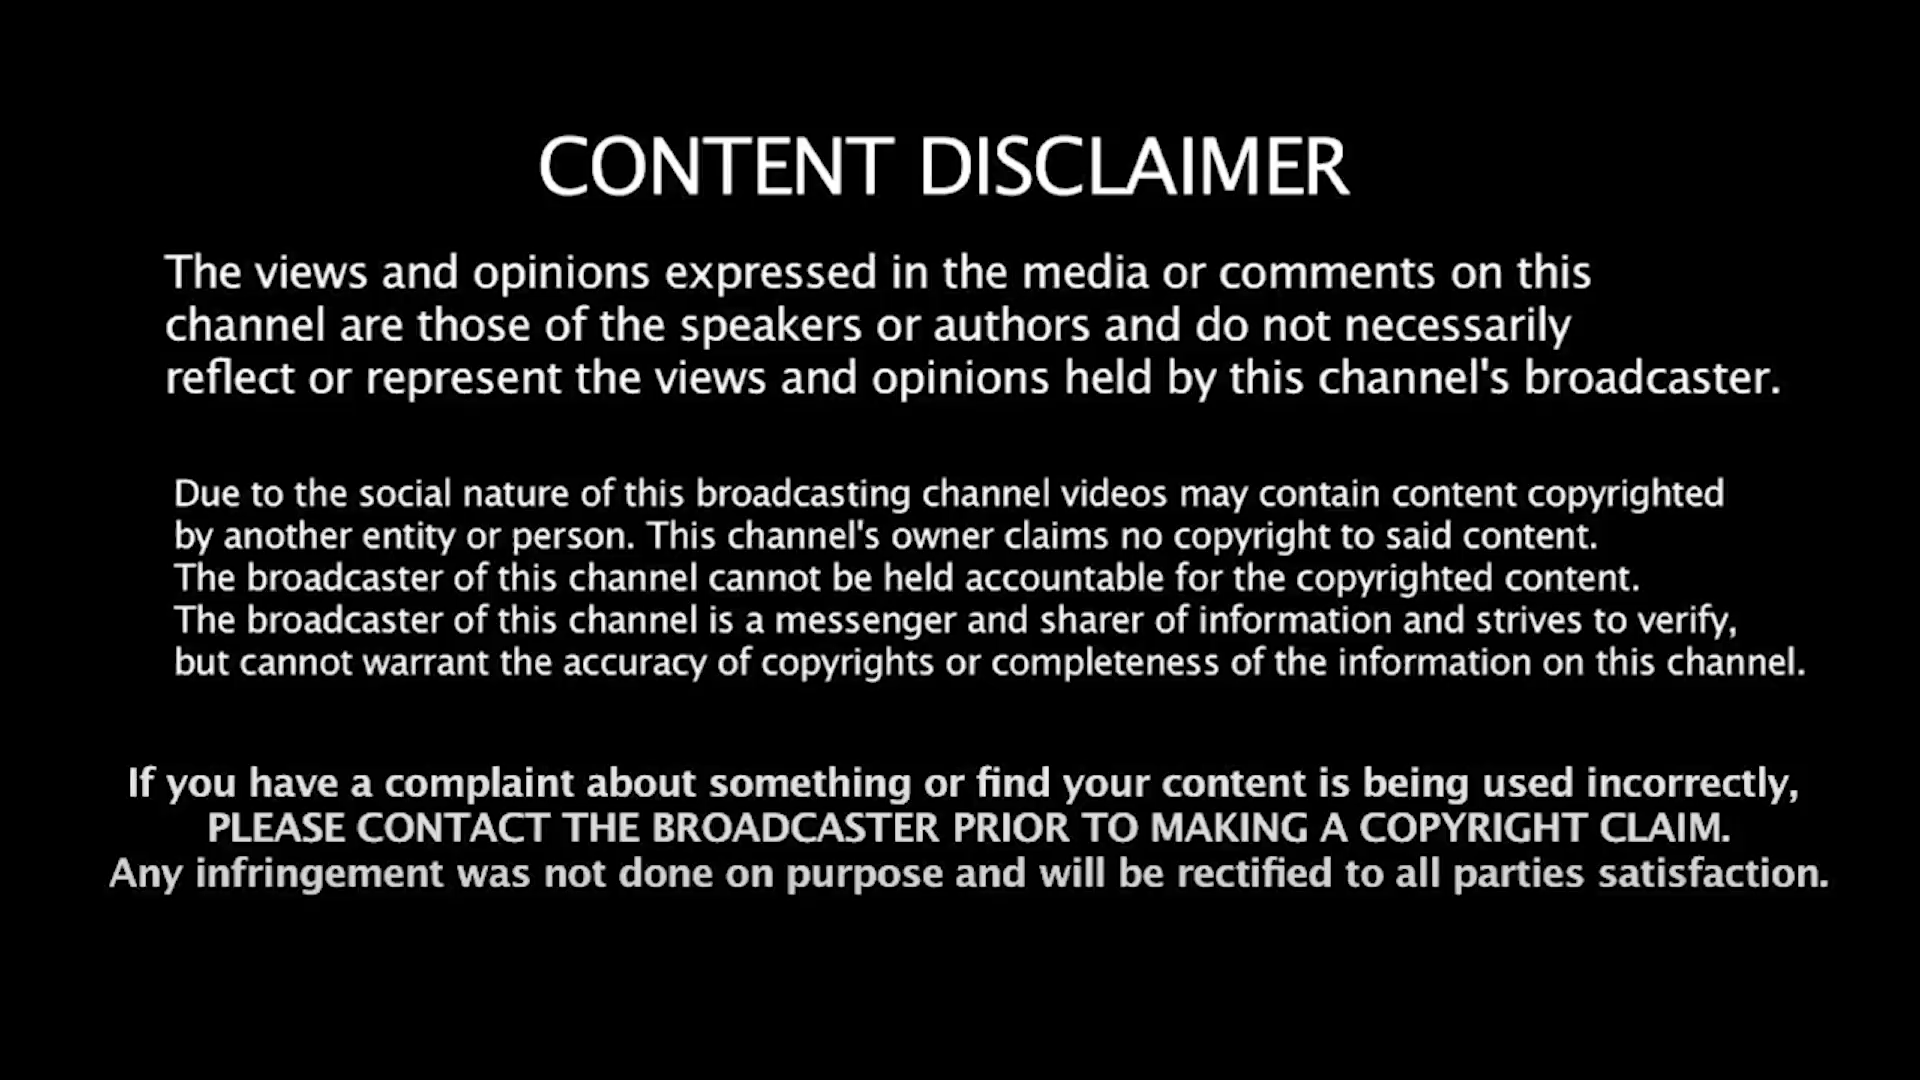 CONTENT DISCLAIMER
The views and opinions expressed in the media or comments on this
channel are those of the speakers or authors and do not necessarily
reflect or represent the views and opinions held by this channel's broadcaster.
Due to the social nature of this broadcasting channel videos may contain content copyrighted
by another entity or person. This channel's owner claims no copyright to said content.
The broadcaster of this channel cannot be held accountable for the copyrighted content.
The broadcaster of this channel is a messenger and sharer of information and strives to verify,
but cannot warrant the accuracy of copyrights or completeness of the information on this channel.
If you have a complaint about something or find your content is being used incorrectly,
PLEASE CONTACT THE BROADCASTER PRIOR TO MAKING A COPYRIGHT CLAIM.
Any infringement was not done on purpose and will be rectified to all parties satisfaction.